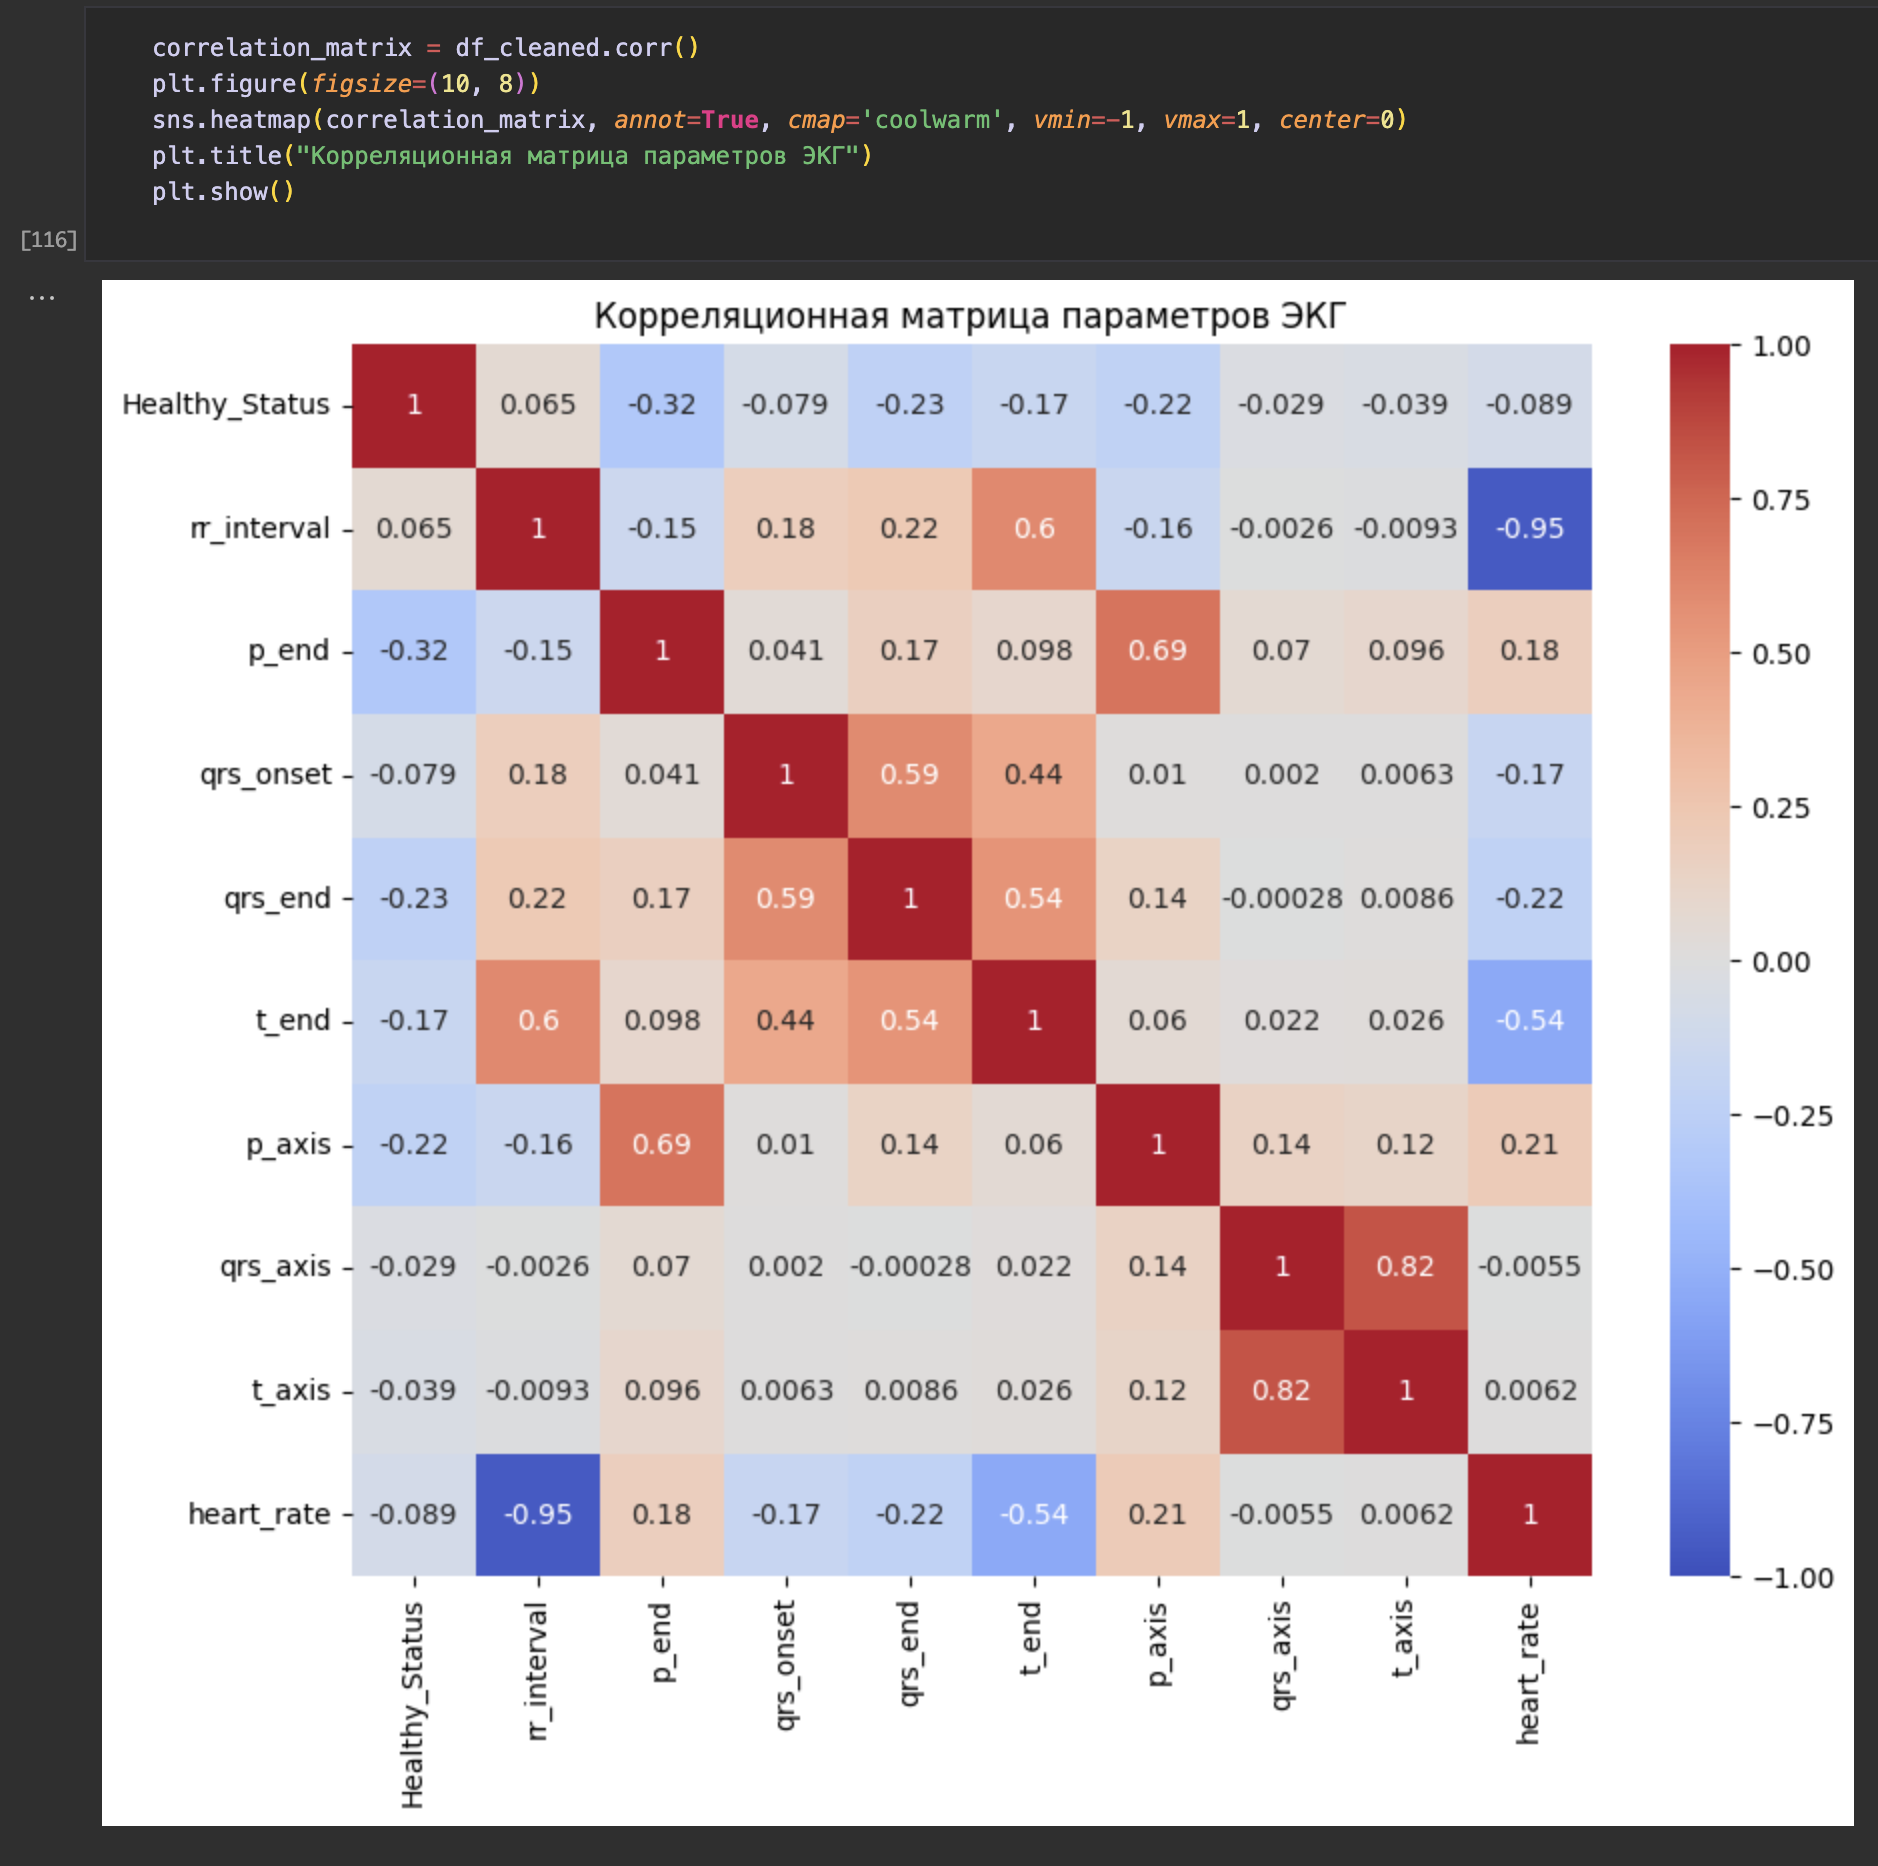 correlation_matrix = df_cleaned.corr()
plt.figure(figsize=(10, 8))
sns.heatmap(correlation_matrix, annot=True, cmap='coolwarm', vmin=-1, vmax=1, center=0)
plt.title("Корреляционная матрица параметров ЭКГ")
plt.show()
[116]
...
Корреляционная матрица параметров ЭКГ
Healthy_Status 1 0.065 -0.32 -0.079 -0.23 -0.17 -0.22 -0.029 -0.039 -0.089
rr_interval 0.065 1 -0.15 0.18 0.22 0.6 -0.16 -0.0026 -0.0093 -0.95
p_end -0.32 -0.15 1 0.041 0.17 0.098 0.69 0.07 0.096 0.18
qrs_onset -0.079 0.18 0.041 1 0.59 0.44 0.01 0.002 0.0063 -0.17
qrs_end -0.23 0.22 0.17 0.59 1 0.54 0.14 -0.00028 0.0086 -0.22
t_end -0.17 0.6 0.098 0.44 0.54 1 0.06 0.022 0.026 -0.54
p_axis -0.22 -0.16 0.69 0.01 0.14 0.06 1 0.14 0.12 0.21
qrs_axis -0.029 -0.0026 0.07 0.002 -0.00028 0.022 0.14 1 0.82 -0.0055
t_axis -0.039 -0.0093 0.096 0.0063 0.0086 0.026 0.12 0.82 1 0.0062
heart_rate -0.089 -0.95 0.18 -0.17 -0.22 -0.54 0.21 -0.0055 0.0062 1
Healthy_Status rr_interval p_end qrs_onset qrs_end t_end p_axis qrs_axis t_axis heart_rate
1.00
0.75
0.50
0.25
0.00
−0.25
−0.50
−0.75
−1.00